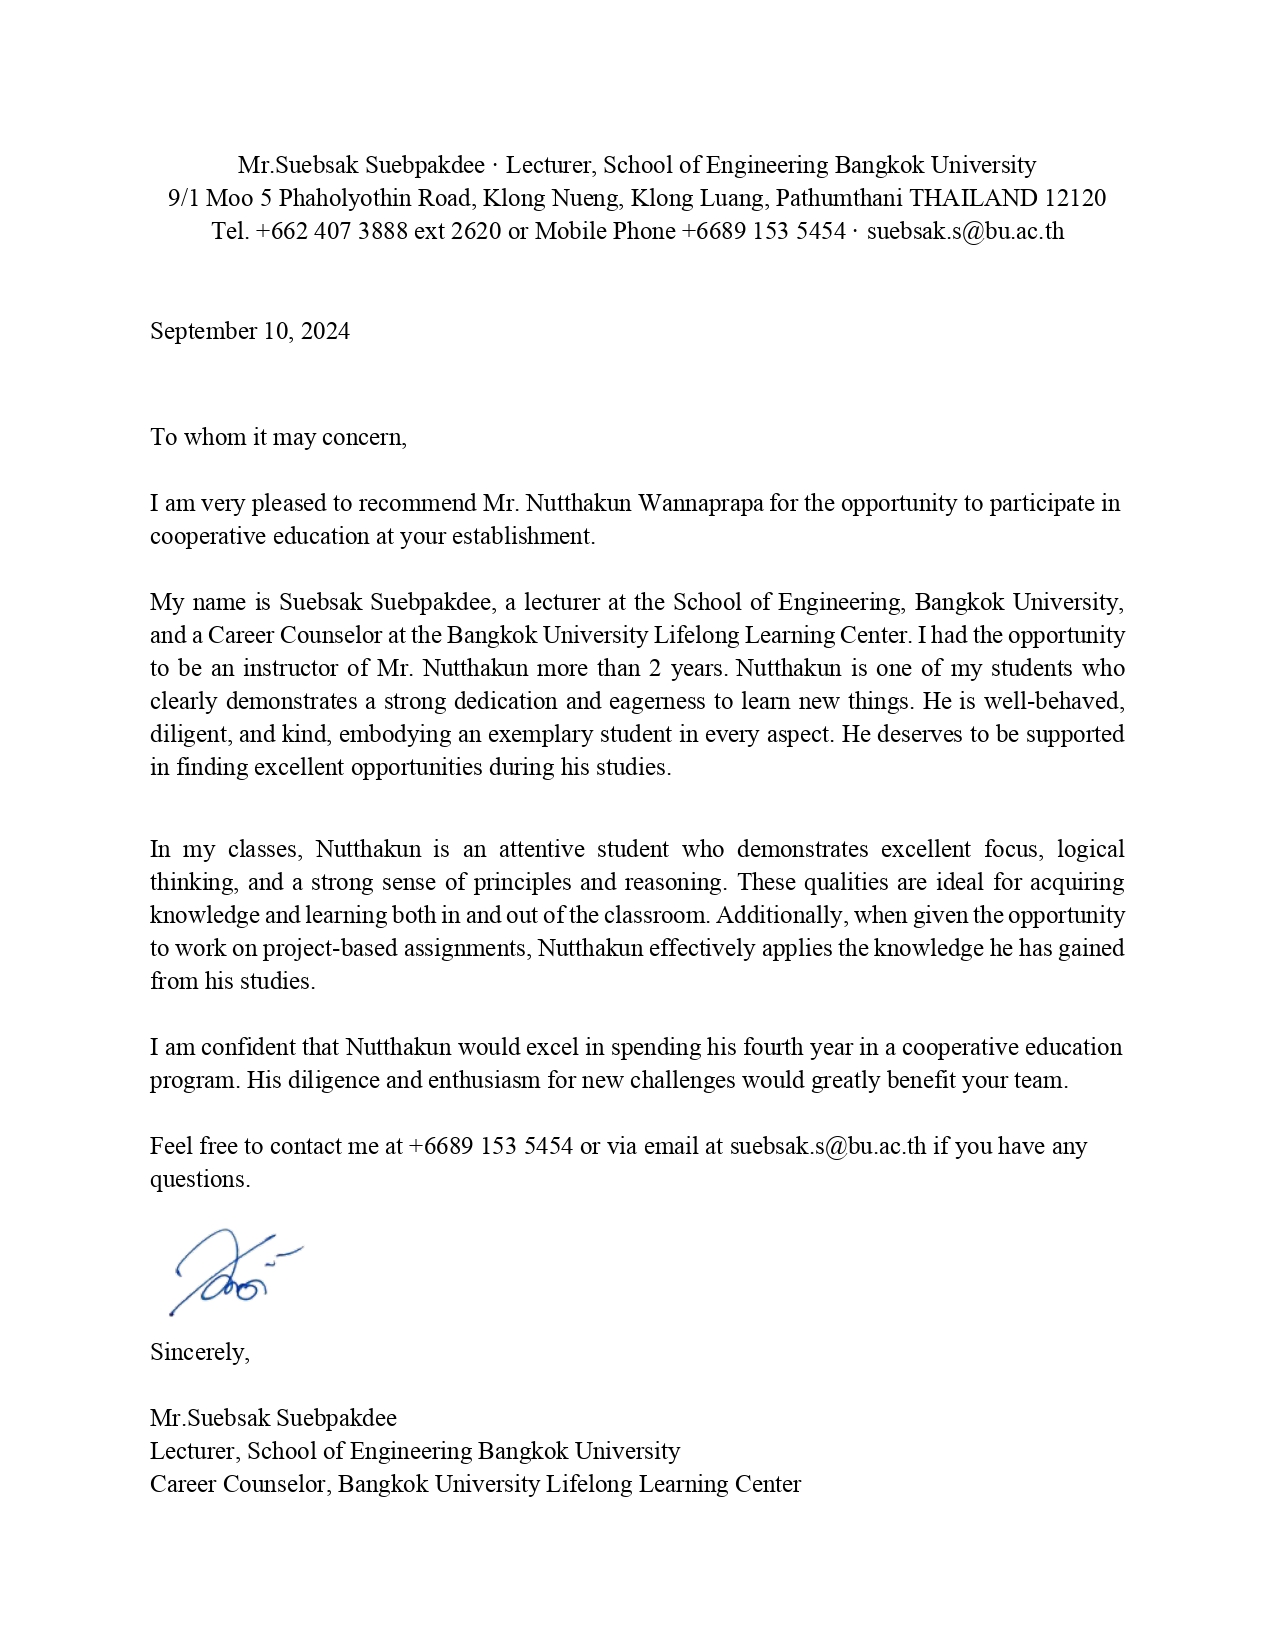 Mr.Suebsak Suebpakdee · Lecturer, School of Engineering Bangkok University
9/1 Moo 5 Phaholyothin Road, Klong Nueng, Klong Luang, Pathumthani THAILAND 12120
Tel. +662 407 3888 ext 2620 or Mobile Phone +6689 153 5454 · suebsak.s@bu.ac.th
September 10, 2024
To whom it may concern,
I am very pleased to recommend Mr. Nutthakun Wannaprapa for the opportunity to participate in
cooperative education at your establishment.
My name is Suebsak Suebpakdee, a lecturer at the School of Engineering, Bangkok University,
and a Career Counselor at the Bangkok University Lifelong Learning Center. I had the opportunity
to be an instructor of Mr. Nutthakun more than 2 years. Nutthakun is one of my students who
clearly demonstrates a strong dedication and eagerness to learn new things. He is well-behaved,
diligent, and kind, embodying an exemplary student in every aspect. He deserves to be supported
in finding excellent opportunities during his studies.
In my classes, Nutthakun is an attentive student who demonstrates excellent focus, logical
thinking, and a strong sense of principles and reasoning. These qualities are ideal for acquiring
knowledge and learning both in and out of the classroom. Additionally, when given the opportunity
to work on project-based assignments, Nutthakun effectively applies the knowledge he has gained
from his studies.
I am confident that Nutthakun would excel in spending his fourth year in a cooperative education
program. His diligence and enthusiasm for new challenges would greatly benefit your team.
Feel free to contact me at +6689 153 5454 or via email at suebsak.s@bu.ac.th if you have any
questions.
Sincerely,
Mr.Suebsak Suebpakdee
Lecturer, School of Engineering Bangkok University
Career Counselor, Bangkok University Lifelong Learning Center